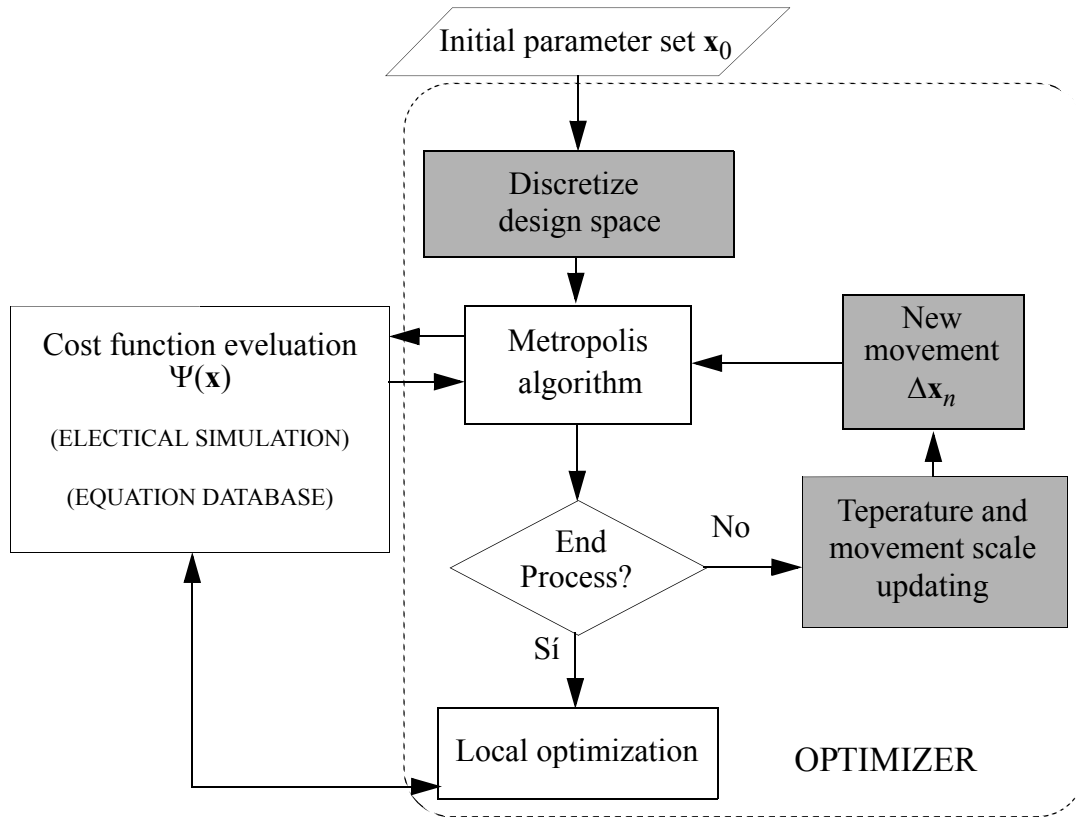 Initial parameter set x0
Discretize
design space
Cost function eveluation
Ψ(x)
(ELECTICAL SIMULATION)
(EQUATION DATABASE)
Metropolis
algorithm
New
movement
Δxn
End
Process?
No
Teperature and
movement scale
updating
Sí
Local optimization
OPTIMIZER